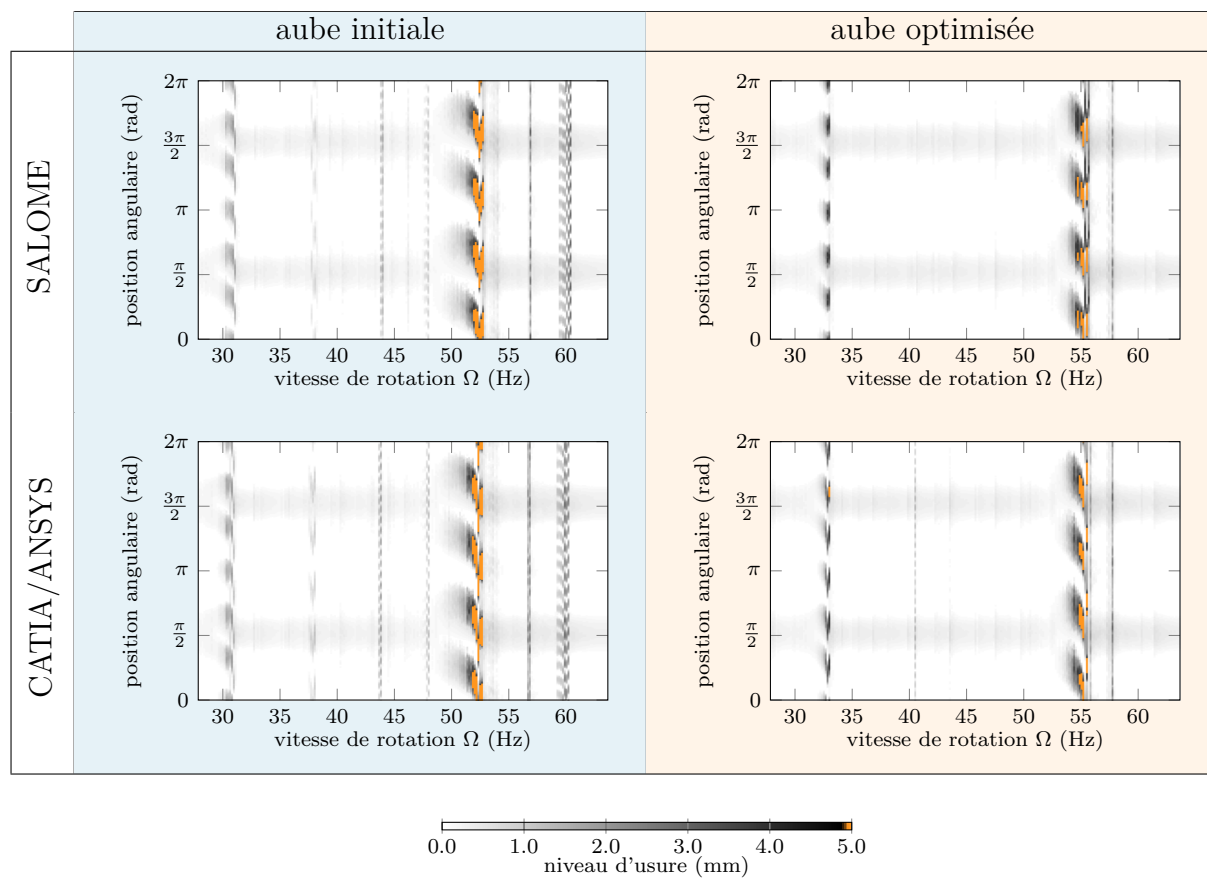 aube initiale
aube optimisée
SALOME
position angulaire (rad)
2π
3π/2
π
π/2
0
30 35 40 45 50 55 60
vitesse de rotation Ω (Hz)
position angulaire (rad)
2π
3π/2
π
π/2
0
30 35 40 45 50 55 60
vitesse de rotation Ω (Hz)
CATIA/ANSYS
position angulaire (rad)
2π
3π/2
π
π/2
0
30 35 40 45 50 55 60
vitesse de rotation Ω (Hz)
position angulaire (rad)
2π
3π/2
π
π/2
0
30 35 40 45 50 55 60
vitesse de rotation Ω (Hz)
0.0 1.0 2.0 3.0 4.0 5.0
niveau d'usure (mm)